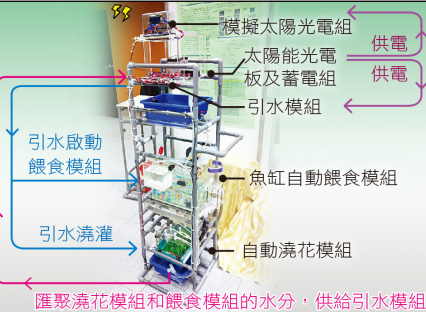 模擬太陽光電組
供電
太陽能光電
板及蓄電組
供電
引水模組
引水啟動
餵食模組
魚缸自動餵食模組
引水澆灌
自動澆花模組
匯聚澆花模組和餵食模組的水分，供給引水模組